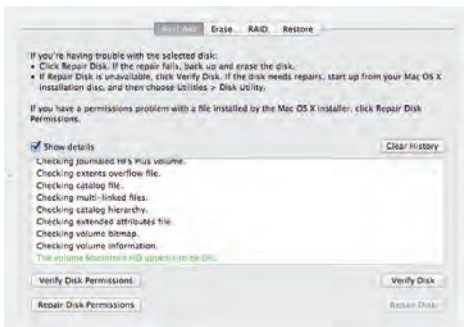 First Aid Erase RAID Restore
If you're having trouble with the selected disk:
• Click Repair Disk. If the repair fails, back up and erase the disk.
• If Repair Disk is unavailable, click Verify Disk. If the disk needs repairs, start up from your Mac OS X
installation disc, and then choose Utilities > Disk Utility.
If you have a permissions problem with a file installed by the Mac OS X installer, click Repair Disk
Permissions.
Show details Clear History
Checking Journaled HFS Plus volume.
Checking extents overflow file.
Checking catalog file.
Checking multi-linked files.
Checking catalog hierarchy.
Checking extended attributes file.
Checking volume bitmap.
Checking volume information.
The volume Macintosh HD appears to be OK.
Verify Disk Permissions Verify Disk
Repair Disk Permissions Repair Disk